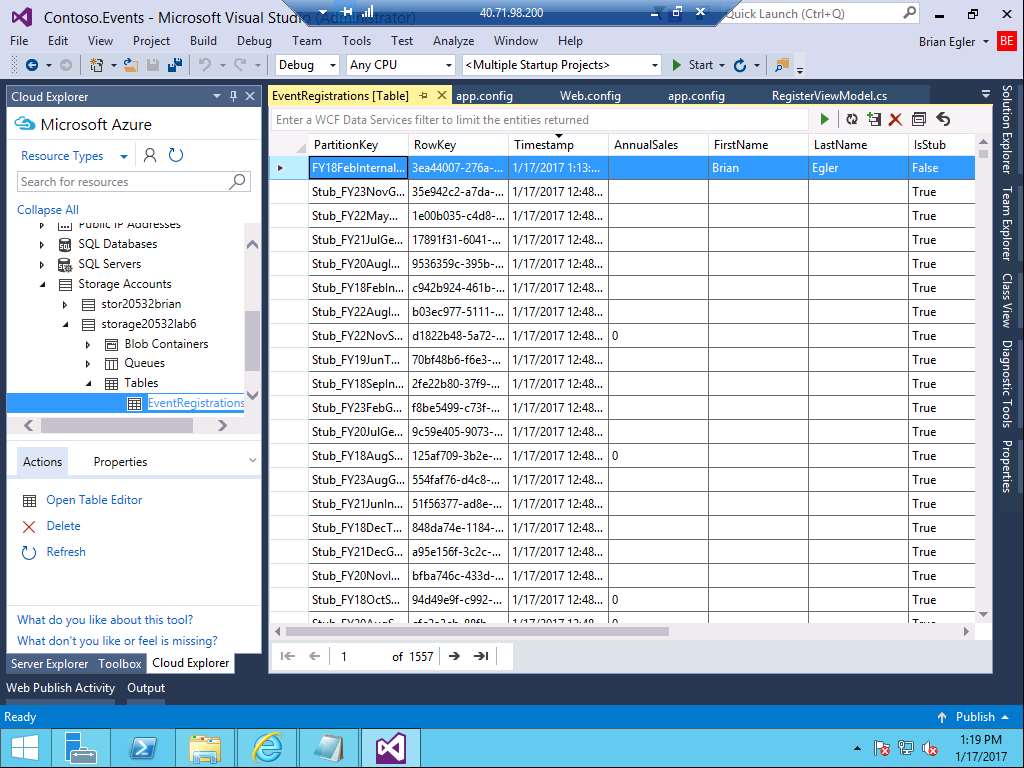 Contoso.Events - Microsoft Visual Studio (Administrator)
40.71.98.200
Quick Launch (Ctrl+Q)
File Edit View Project Build Debug Team Tools Test Analyze Window Help
Brian Egler BE
Debug Any CPU <Multiple Startup Projects> Start
Cloud Explorer
Microsoft Azure
Resource Types
Search for resources
Collapse All
Public IP Addresses
SQL Databases
SQL Servers
Storage Accounts
stor20532brian
storage20532lab6
Blob Containers
Queues
Tables
EventRegistrations
Actions Properties
Open Table Editor
Delete
Refresh
What do you like about this tool?
What don't you like or feel is missing?
Server Explorer Toolbox Cloud Explorer
EventRegistrations [Table] app.config Web.config app.config RegisterViewModel.cs
Enter a WCF Data Services filter to limit the entities returned
PartitionKey RowKey Timestamp AnnualSales FirstName LastName IsStub
FY18FebInternal... 3ea44007-276a-... 1/17/2017 1:13:... Brian Egler False
Stub_FY23NovG... 35e942c2-a7da-... 1/17/2017 12:48... True
Stub_FY22May... 1e00b035-c4d8-... 1/17/2017 12:48... True
Stub_FY21JulGe... 17891f31-6041-... 1/17/2017 12:48... True
Stub_FY20AugI... 9536359c-395b-... 1/17/2017 12:48... True
Stub_FY18FebIn... c942b924-461b-... 1/17/2017 12:48... True
Stub_FY22AugI... b03ec977-5111-... 1/17/2017 12:48... True
Stub_FY22NovS... d1822b48-5a72-... 1/17/2017 12:48... 0 True
Stub_FY19JunT... 70bf48b6-f6e3-... 1/17/2017 12:48... True
Stub_FY18SepIn... 2fe22b80-37f9-... 1/17/2017 12:48... True
Stub_FY23FebG... f8be5499-c73f-... 1/17/2017 12:48... True
Stub_FY20JulGe... 9c59e405-9073-... 1/17/2017 12:48... True
Stub_FY18AugS... 125af709-3b2e-... 1/17/2017 12:48... 0 True
Stub_FY23AugG... 554faf76-d4c8-... 1/17/2017 12:48... True
Stub_FY21JunIn... 51f56377-ad8e-... 1/17/2017 12:48... True
Stub_FY18DecT... 848da74e-1184-... 1/17/2017 12:48... True
Stub_FY21DecG... a95e156f-3c2c-... 1/17/2017 12:48... True
Stub_FY20NovI... bfba746c-433d-... 1/17/2017 12:48... True
Stub_FY18OctS... 94d49e9f-c992-... 1/17/2017 12:48... 0 True
1 of 1557
Solution Explorer
Team Explorer
Class View
Diagnostic Tools
Properties
Web Publish Activity Output
Ready Publish
1:19 PM
1/17/2017